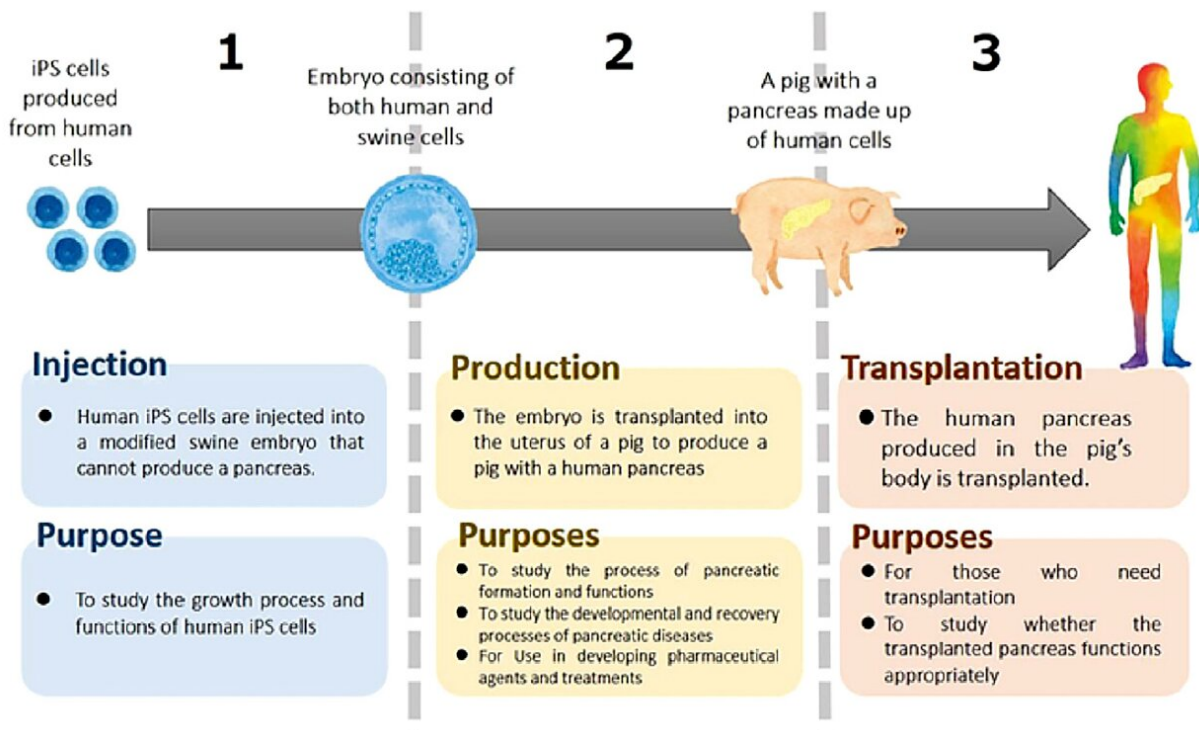 1
2
3
iPS cells
produced
from human
cells
Embryo consisting of
both human and
swine cells
A pig with a
pancreas made up
of human cells
Injection
● Human iPS cells are injected into
a modified swine embryo that
cannot produce a pancreas.
Purpose
● To study the growth process and
functions of human iPS cells
Production
● The embryo is transplanted into
the uterus of a pig to produce a
pig with a human pancreas
Purposes
● To study the process of pancreatic
formation and functions
● To study the developmental and recovery
processes of pancreatic diseases
● For Use in developing pharmaceutical
agents and treatments
Transplantation
● The human pancreas
produced in the pig's
body is transplanted.
Purposes
● For those who need
transplantation
● To study whether the
transplanted pancreas functions
appropriately